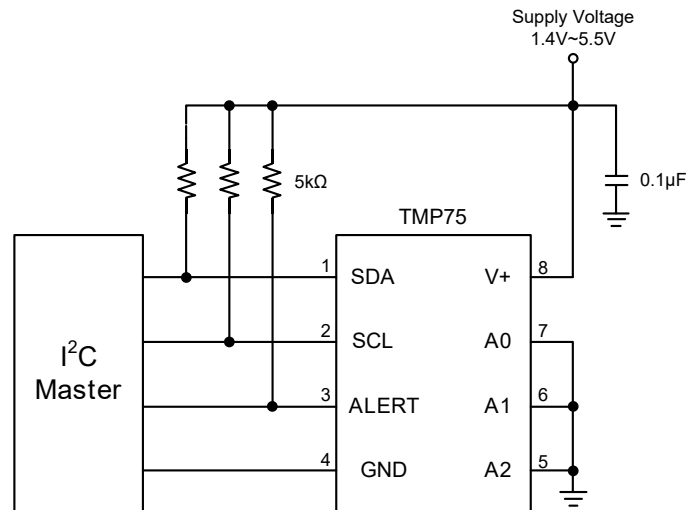 Supply Voltage
1.4V~5.5V
5kΩ
0.1µF
TMP75
I²C
Master
1
SDA
V+
8
2
SCL
A0
7
3
ALERT
A1
6
4
GND
A2
5